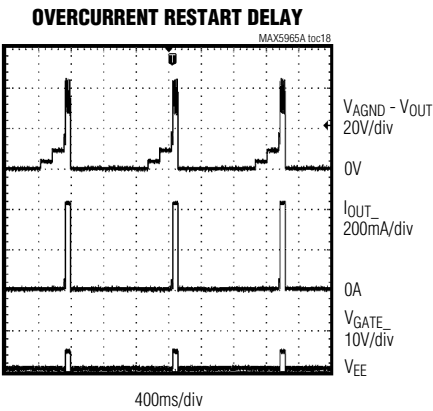 OVERCURRENT RESTART DELAY
MAX5965A toc18
T
VAGND - VOUT
20V/div
0V
IOUT_
200mA/div
0A
VGATE_
10V/div
VEE
400ms/div